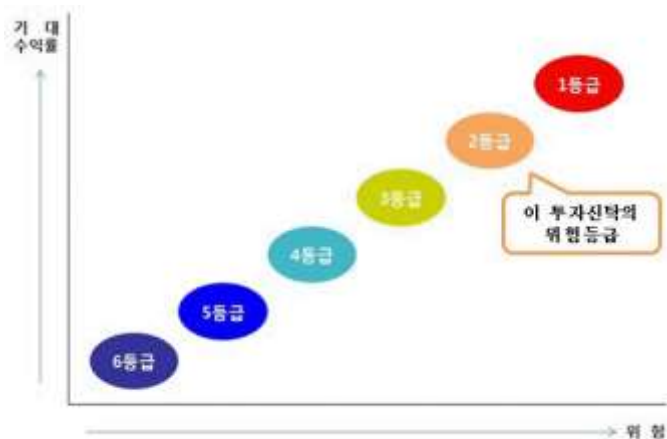 기 대
수익률
1등급
2등급
3등급
이 투자신탁의
위험등급
4등급
5등급
6등급
위 험